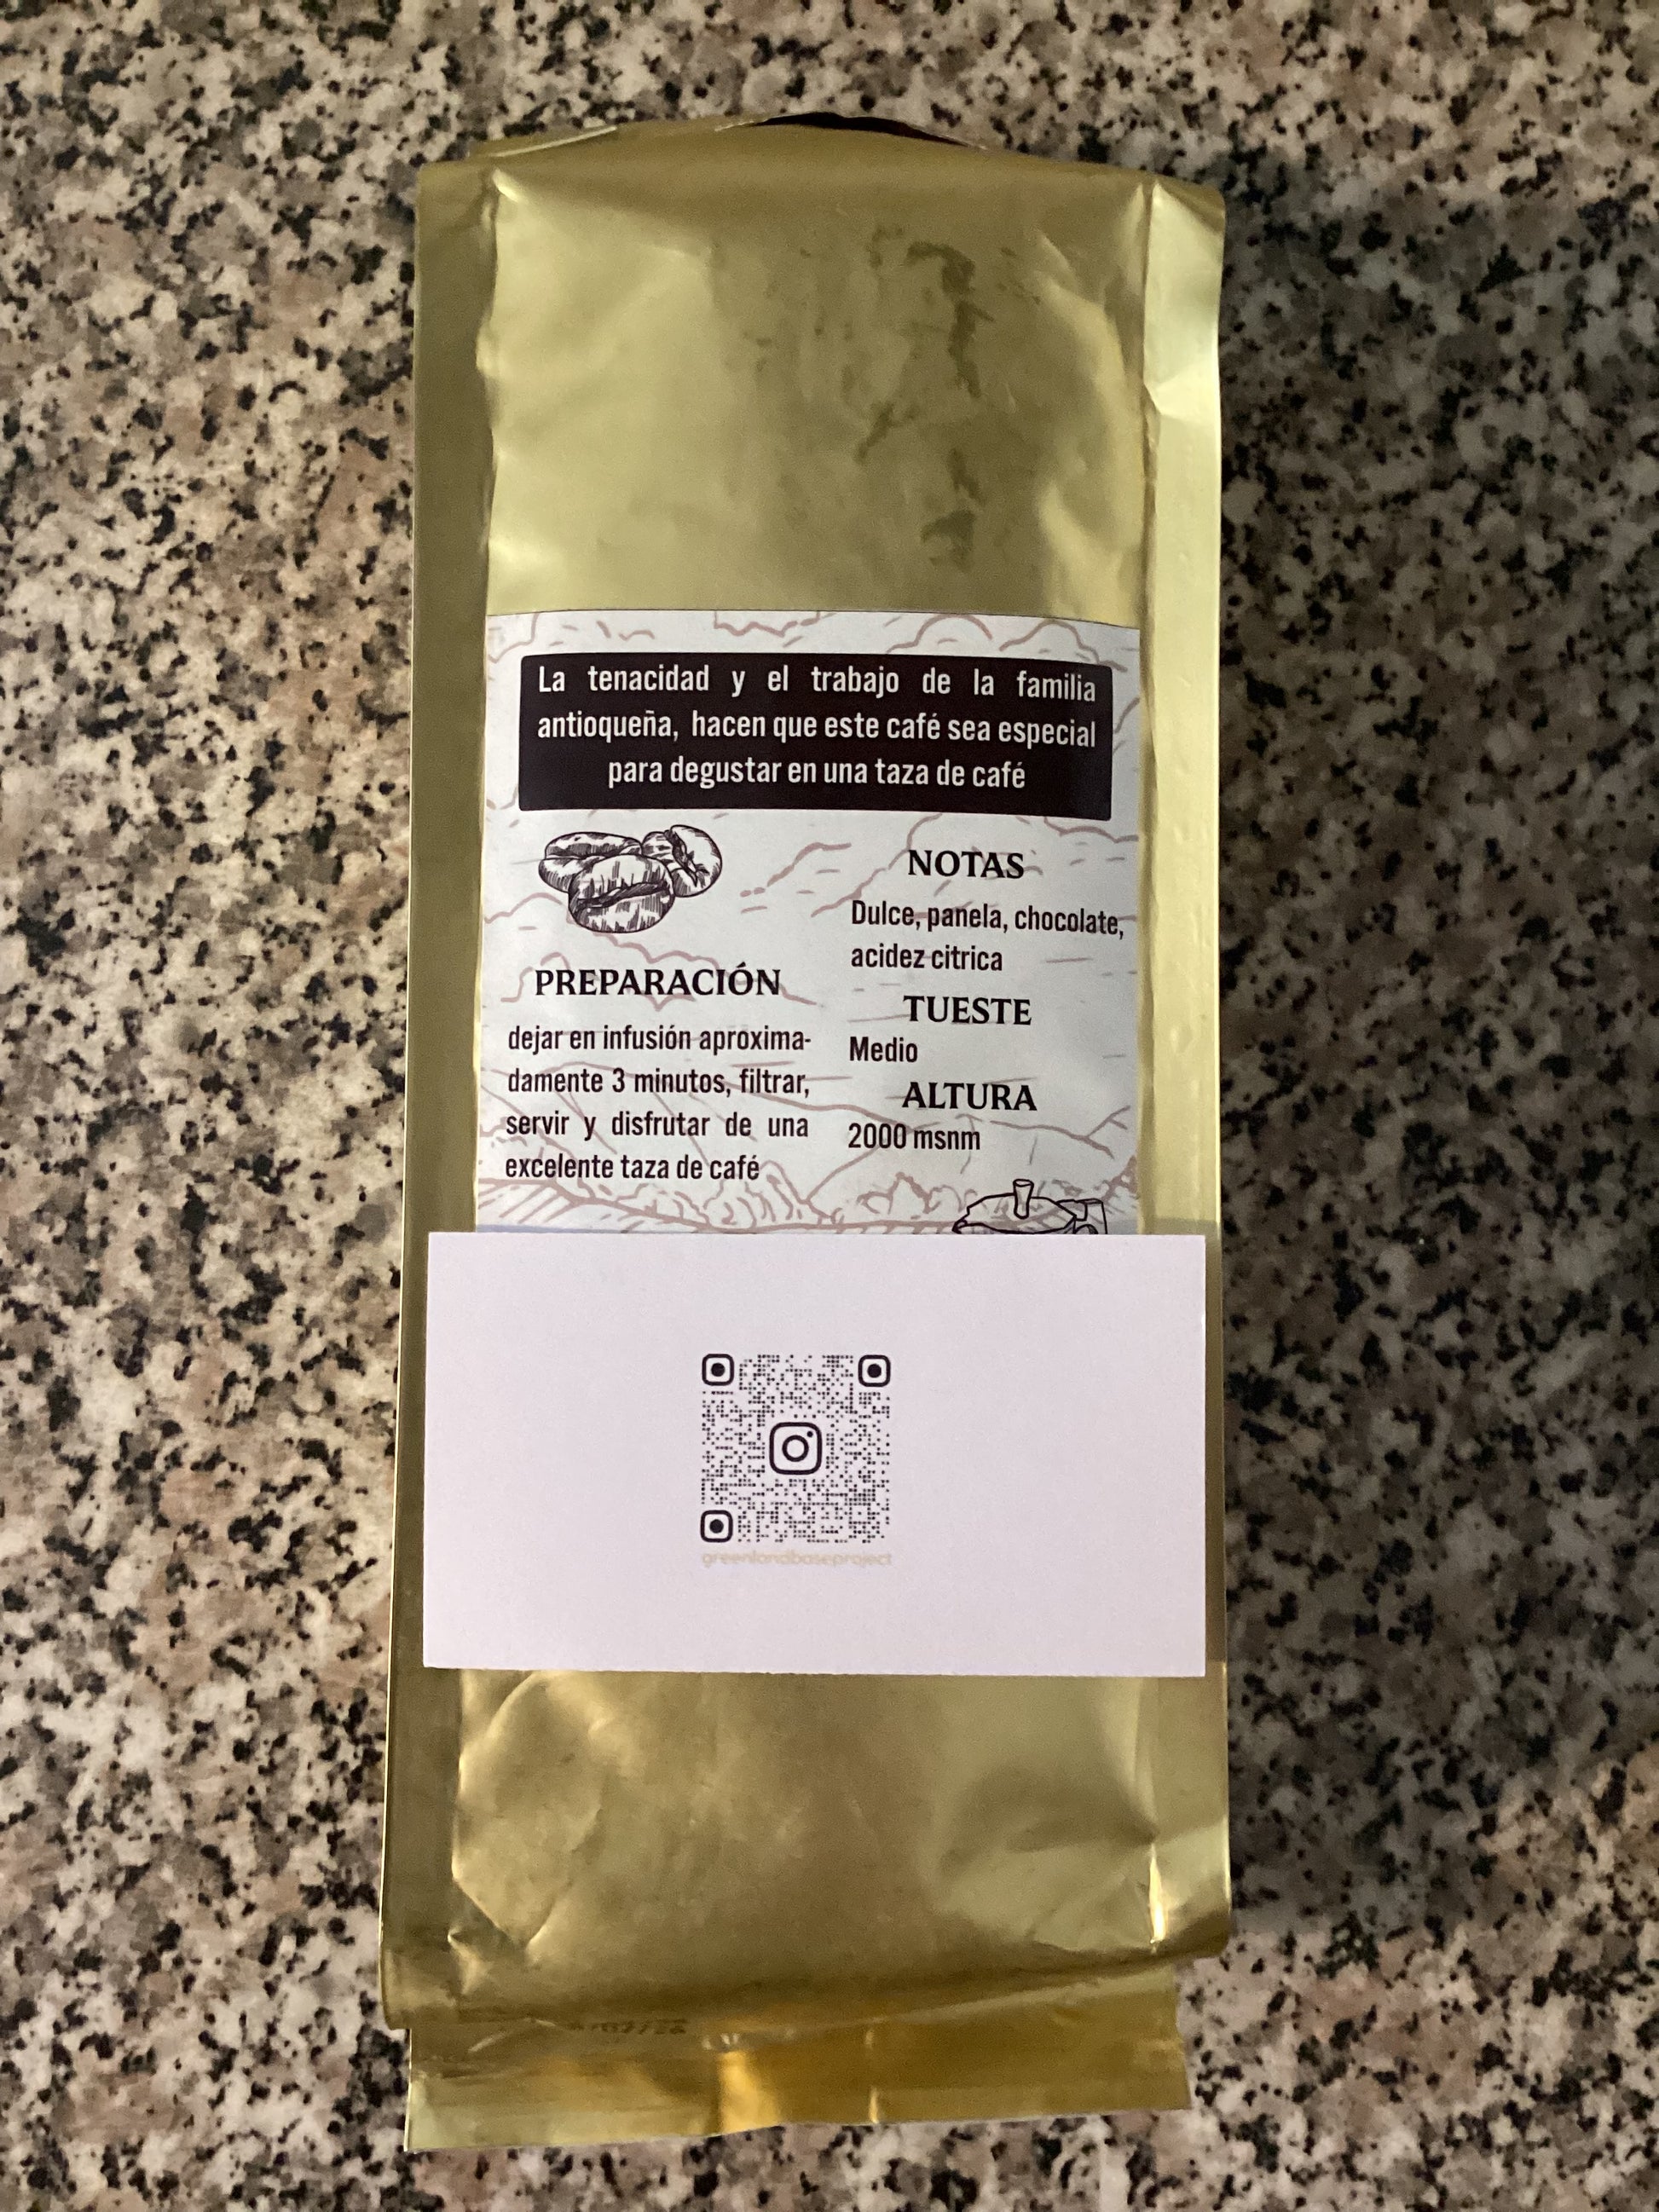 La tenacidad y el trabajo de la familia
antioqueña, hacen que este café sea especial
para degustar en una taza de café
NOTAS
Dulce, panela, chocolate,
acidez citrica
PREPARACIÓN
dejar en infusión aproxima-
damente 3 minutos, filtrar,
servir y disfrutar de una
excelente taza de café
TUESTE
Medio
ALTURA
2000 msnm
greenlandbaseproject